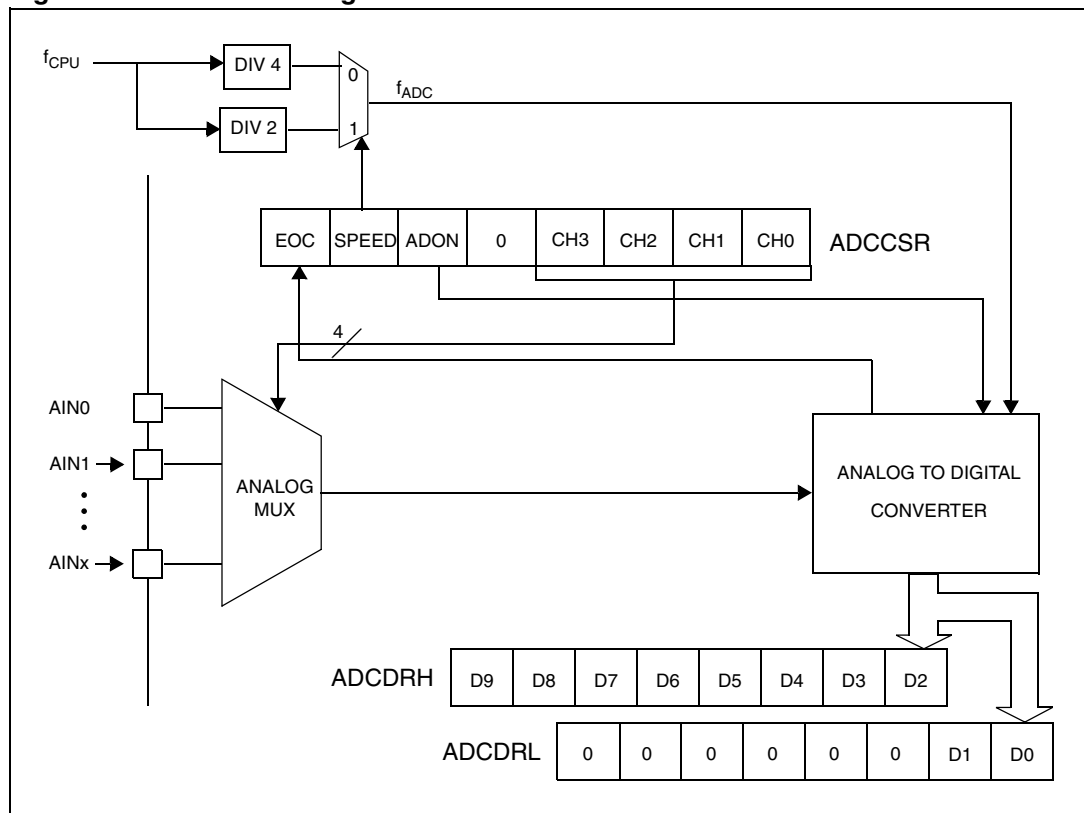 fCPU
DIV 4
0
fADC
DIV 2
1
EOC SPEED ADON 0 CH3 CH2 CH1 CH0 ADCCSR
4
AIN0
AIN1
ANALOG
MUX
AINx
ANALOG TO DIGITAL
CONVERTER
ADCDRH D9 D8 D7 D6 D5 D4 D3 D2
ADCDRL 0 0 0 0 0 0 D1 D0